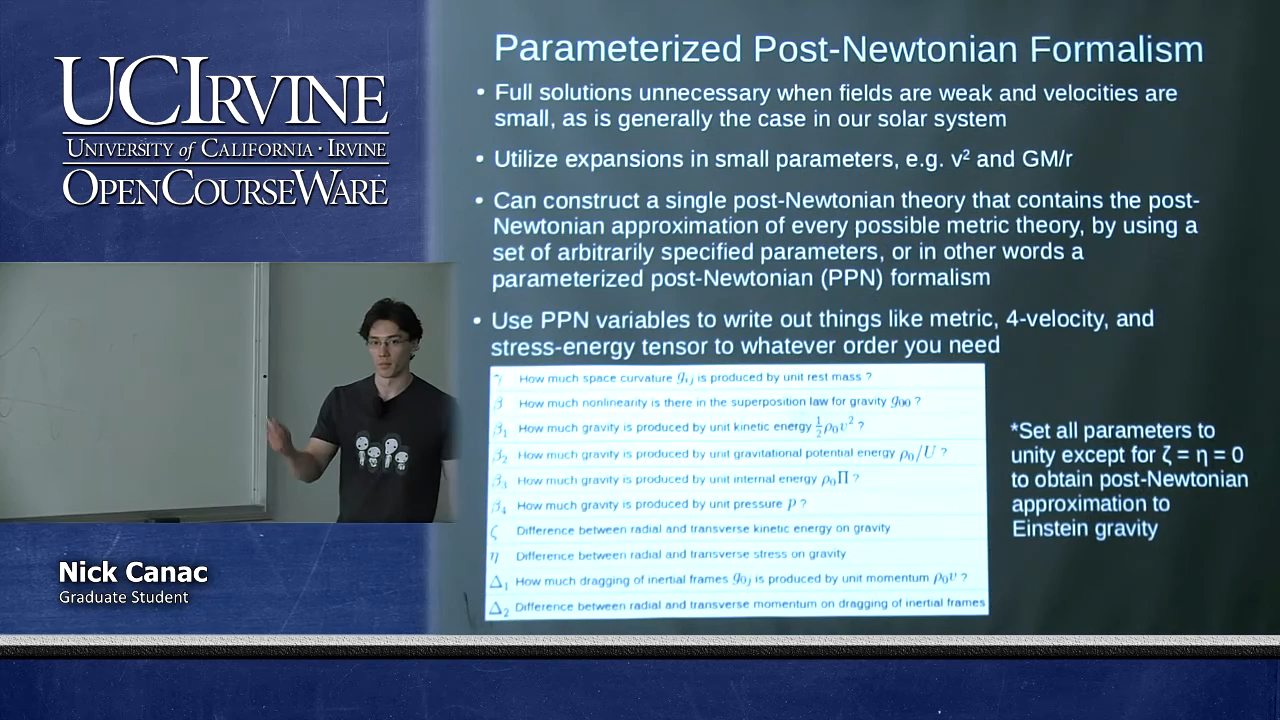 UCIRVINE
UNIVERSITY of CALIFORNIA · IRVINE
OPENCOURSEWARE
Nick Canac
Graduate Student
Parameterized Post-Newtonian Formalism
• Full solutions unnecessary when fields are weak and velocities are
small, as is generally the case in our solar system
• Utilize expansions in small parameters, e.g. v² and GM/r
• Can construct a single post-Newtonian theory that contains the post-
Newtonian approximation of every possible metric theory, by using a
set of arbitrarily specified parameters, or in other words a
parameterized post-Newtonian (PPN) formalism
• Use PPN variables to write out things like metric, 4-velocity, and
stress-energy tensor to whatever order you need
γ How much space curvature gᵢⱼ is produced by unit rest mass ?
β How much nonlinearity is there in the superposition law for gravity g₀₀ ?
β₁ How much gravity is produced by unit kinetic energy ½ρ₀v² ?
β₂ How much gravity is produced by unit gravitational potential energy ρ₀/U ?
β₃ How much gravity is produced by unit internal energy ρ₀Π ?
β₄ How much gravity is produced by unit pressure p ?
ζ Difference between radial and transverse kinetic energy on gravity
η Difference between radial and transverse stress on gravity
Δ₁ How much dragging of inertial frames g₀ⱼ is produced by unit momentum ρ₀v ?
Δ₂ Difference between radial and transverse momentum on dragging of inertial frames
*Set all parameters to
unity except for ζ = η = 0
to obtain post-Newtonian
approximation to
Einstein gravity